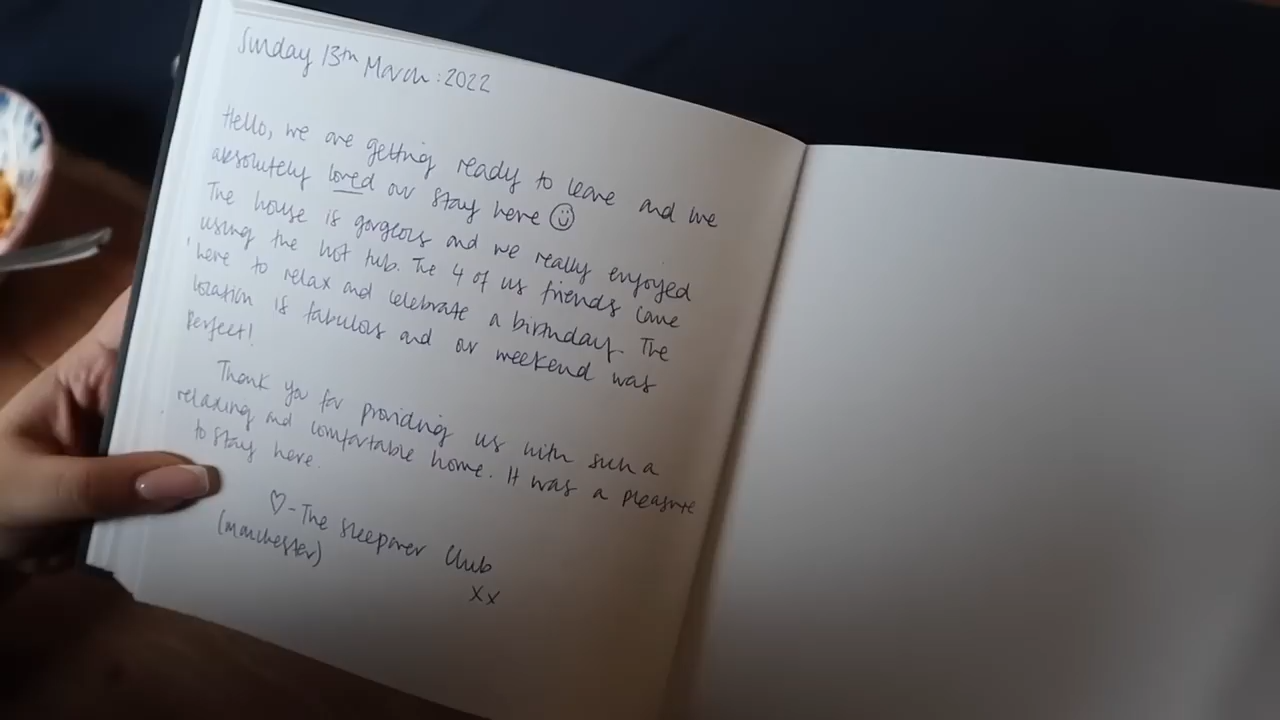 Sunday 13th March : 2022
Hello, we are getting ready to leave and we
absolutely loved our stay here ☺
The house is gorgeous and we really enjoyed
using the hot tub. The 4 of us friends came
here to relax and celebrate a birthday. The
location is fabulous and our weekend was
Perfect!
Thank you for providing us with such a
relaxing and comfortable home. It was a pleasure
to stay here.
♡ - The Sleepover Club
(manchester)
xx